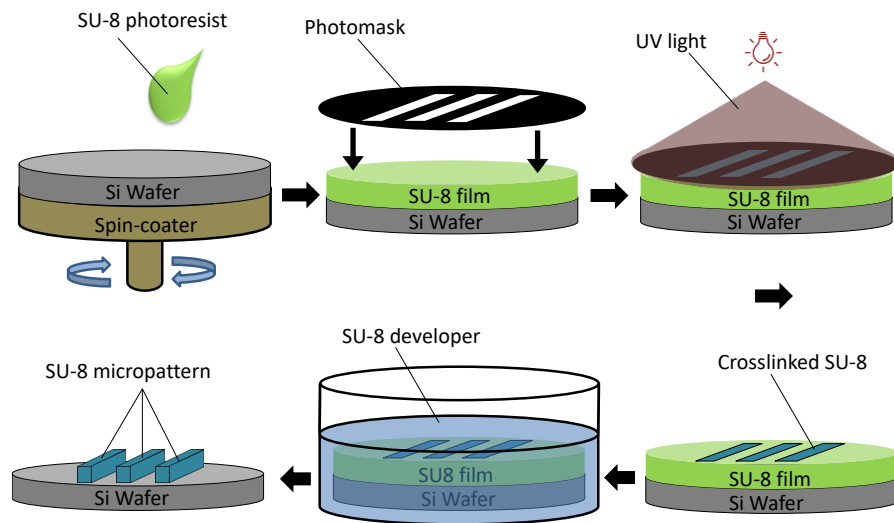 SU-8 photoresist
Photomask
UV light
Si Wafer
Spin-coater
SU-8 film
Si Wafer
SU-8 film
Si Wafer
SU-8 micropattern
Si Wafer
SU-8 developer
SU8 film
Si Wafer
Crosslinked SU-8
SU-8 film
Si Wafer